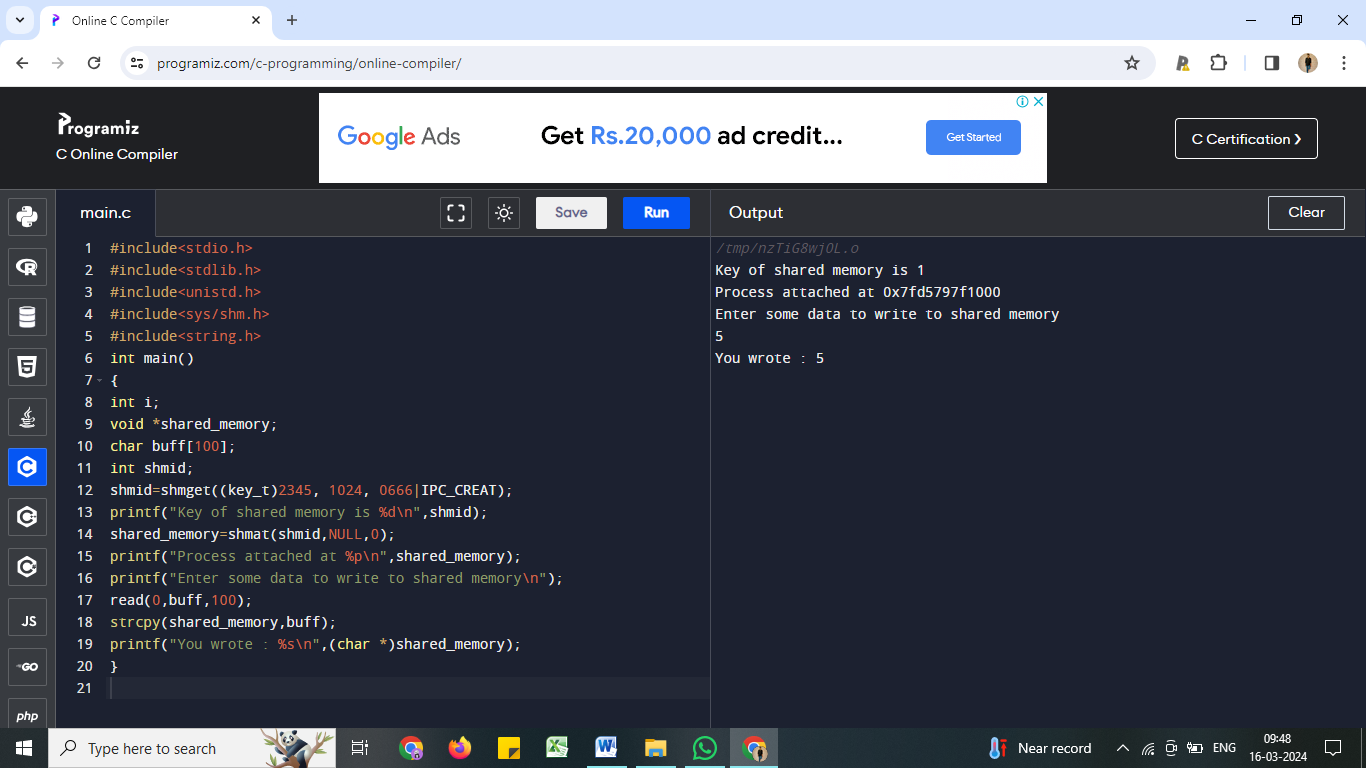 Online C Compiler
programiz.com/c-programming/online-compiler/
Programiz
C Online Compiler
Google Ads
Get Rs.20,000 ad credit...
Get Started
C Certification
main.c
Save
Run
Output
Clear
1 #include<stdio.h>
2 #include<stdlib.h>
3 #include<unistd.h>
4 #include<sys/shm.h>
5 #include<string.h>
6 int main()
7 {
8 int i;
9 void *shared_memory;
10 char buff[100];
11 int shmid;
12 shmid=shmget((key_t)2345, 1024, 0666|IPC_CREAT);
13 printf("Key of shared memory is %d\n",shmid);
14 shared_memory=shmat(shmid,NULL,0);
15 printf("Process attached at %p\n",shared_memory);
16 printf("Enter some data to write to shared memory\n");
17 read(0,buff,100);
18 strcpy(shared_memory,buff);
19 printf("You wrote : %s\n",(char *)shared_memory);
20 }
21
/tmp/nzTiG8wjOL.o
Key of shared memory is 1
Process attached at 0x7fd5797f1000
Enter some data to write to shared memory
5
You wrote : 5
JS
GO
php
Type here to search
Near record
ENG
09:48
16-03-2024